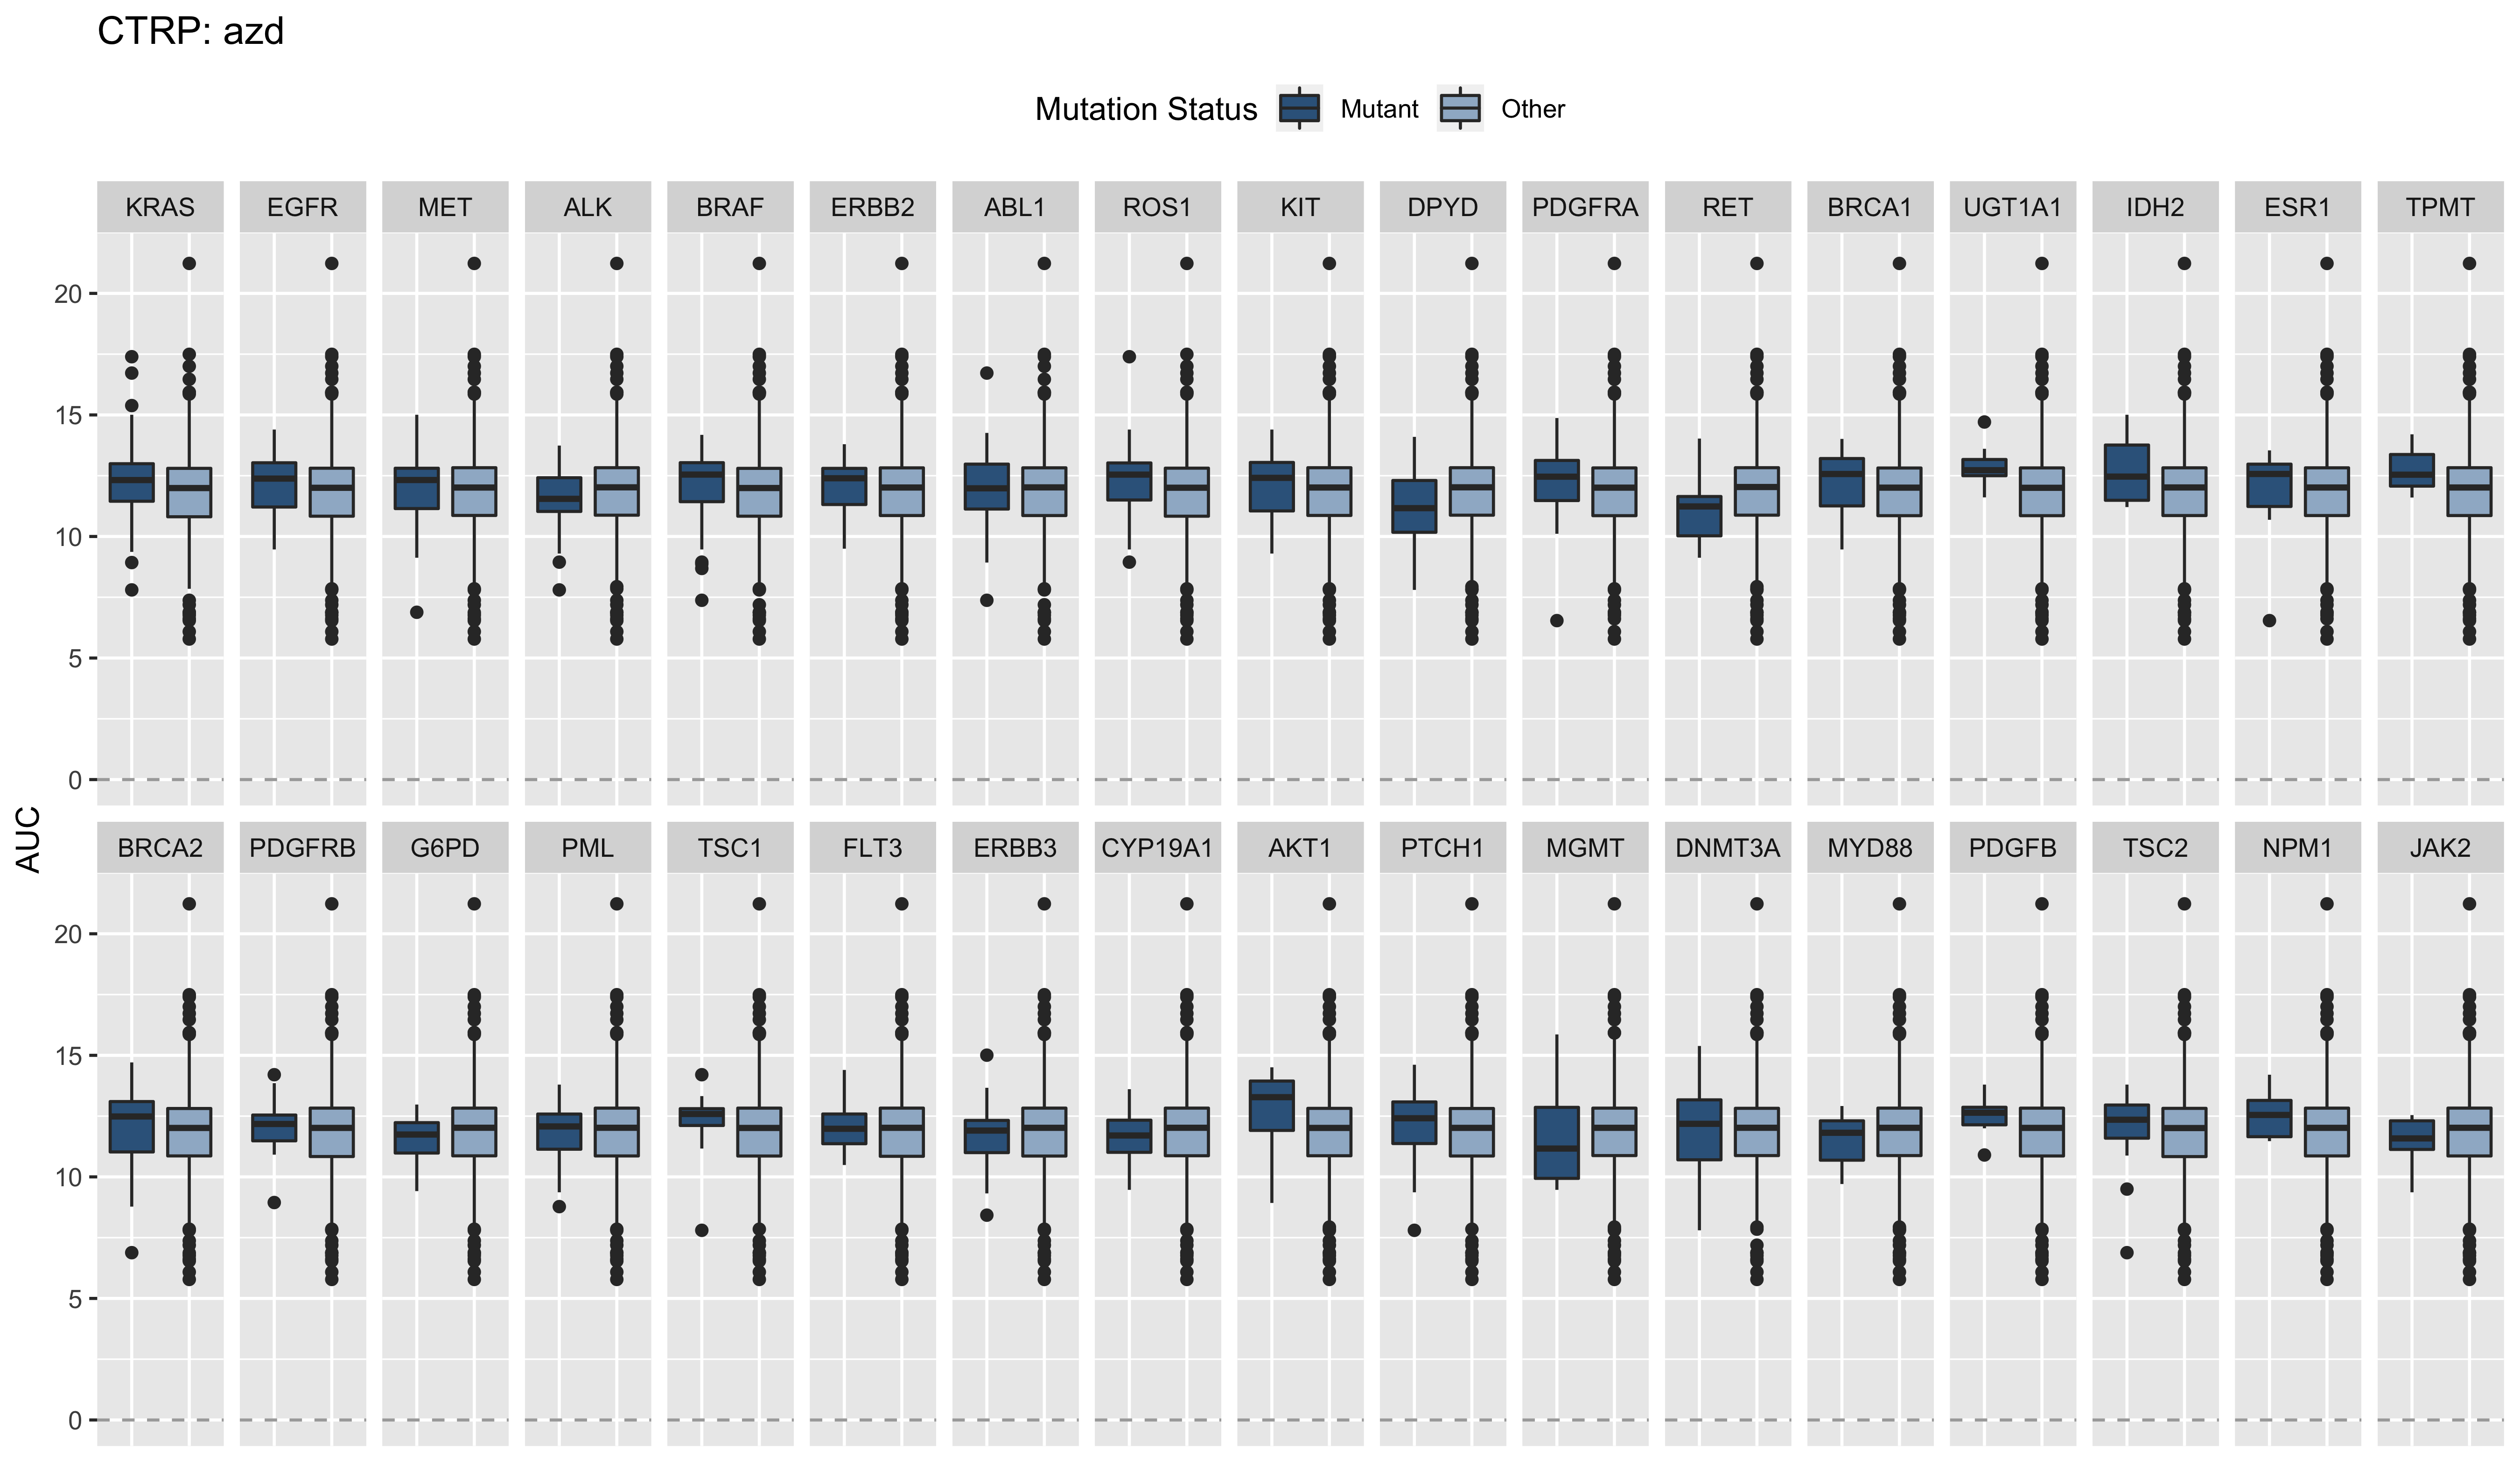 CTRP: azd
Mutation Status Mutant Other
KRAS EGFR MET ALK BRAF ERBB2 ABL1 ROS1 KIT DPYD PDGFRA RET BRCA1 UGT1A1 IDH2 ESR1 TPMT
20
15
10
5
0
AUC
BRCA2 PDGFRB G6PD PML TSC1 FLT3 ERBB3 CYP19A1 AKT1 PTCH1 MGMT DNMT3A MYD88 PDGFB TSC2 NPM1 JAK2
20
15
10
5
0